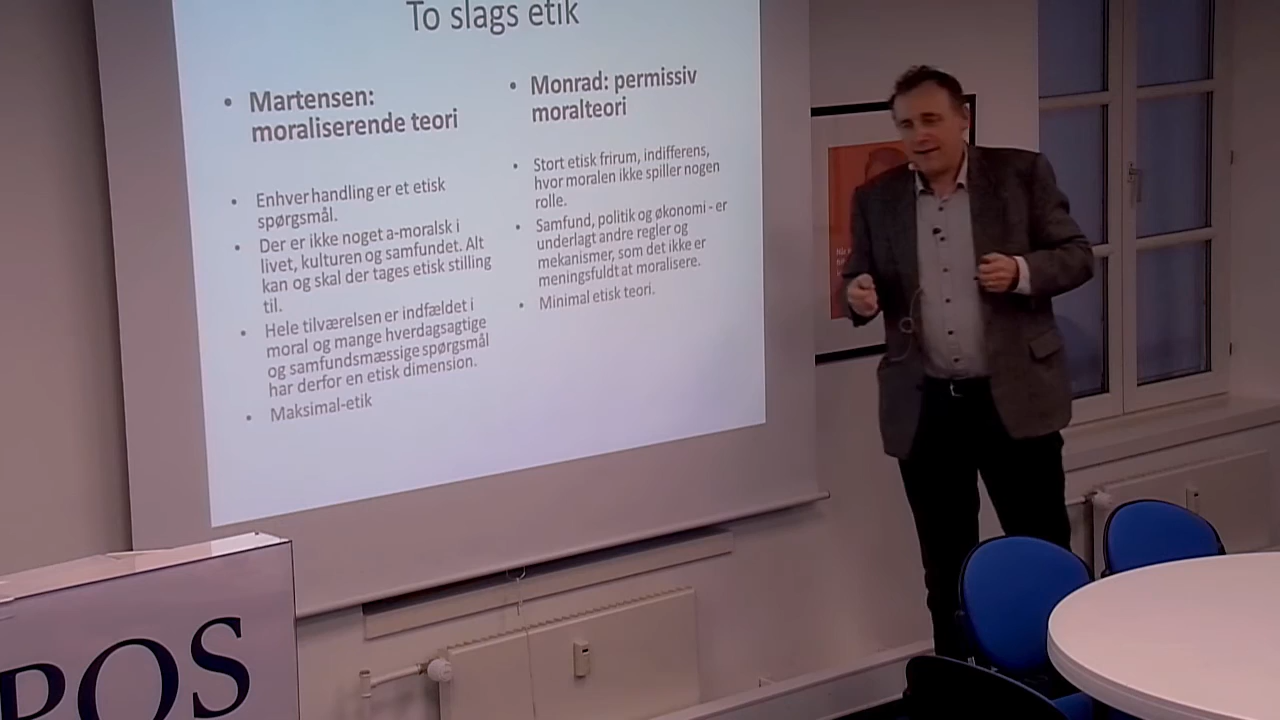 To slags etik
• Martensen:
moraliserende teori
• Enhver handling er et etisk
spørgsmål.
• Der er ikke noget a-moralsk i
livet, kulturen og samfundet. Alt
kan og skal der tages etisk stilling
til.
• Hele tilværelsen er indfældet i
moral og mange hverdagsagtige
og samfundsmæssige spørgsmål
har derfor en etisk dimension.
• Maksimal-etik
• Monrad: permissiv
moralteori
• Stort etisk frirum, indifferens,
hvor moralen ikke spiller nogen
rolle.
• Samfund, politik og økonomi - er
underlagt andre regler og
mekanismer, som det ikke er
meningsfuldt at moralisere.
• Minimal etisk teori.
POS